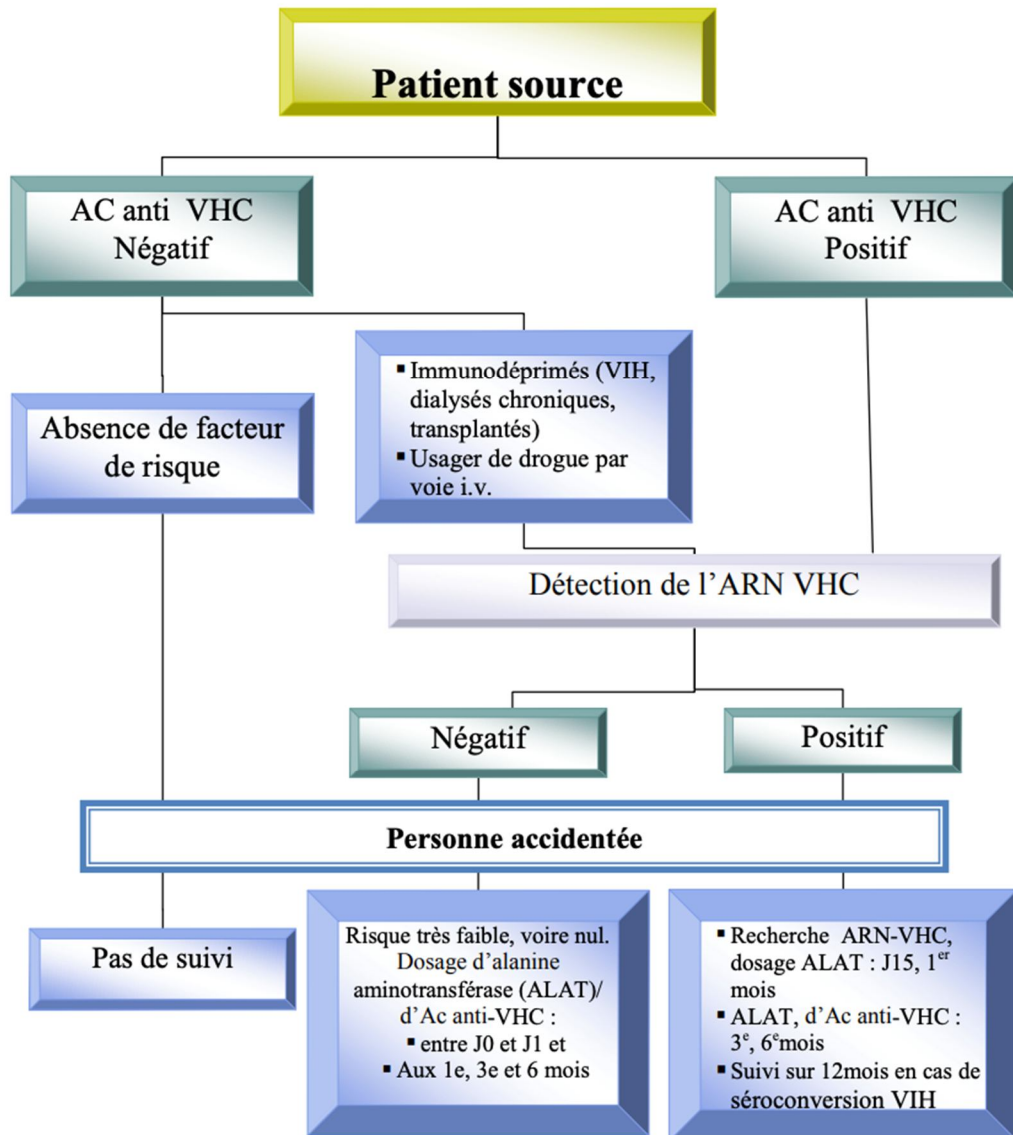 Patient source
AC anti VHC
Négatif
AC anti VHC
Positif
Absence de facteur
de risque
▪ Immunodéprimés (VIH,
dialysés chroniques,
transplantés)
▪ Usager de drogue par
voie i.v.
Détection de l’ARN VHC
Négatif
Positif
Personne accidentée
Pas de suivi
Risque très faible, voire nul.
Dosage d’alanine
aminotransférase (ALAT)/
d’Ac anti-VHC :
▪ entre J0 et J1 et
▪ Aux 1e, 3e et 6 mois
▪ Recherche ARN-VHC,
dosage ALAT : J15, 1er
mois
▪ ALAT, d’Ac anti-VHC :
3e, 6e mois
▪ Suivi sur 12mois en cas de
séroconversion VIH